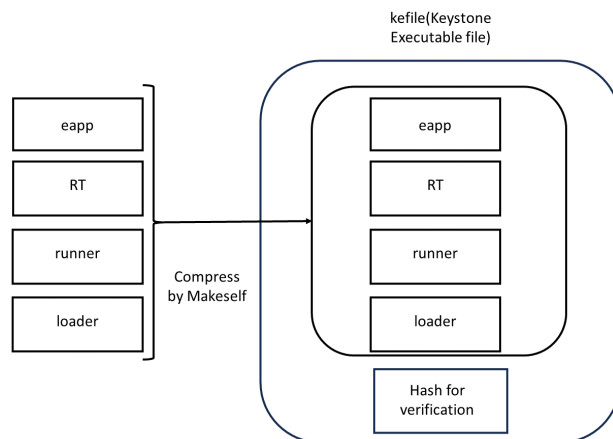 kefile(Keystone
Executable file)
eapp
RT
runner
loader
Compress
by Makeself
eapp
RT
runner
loader
Hash for
verification